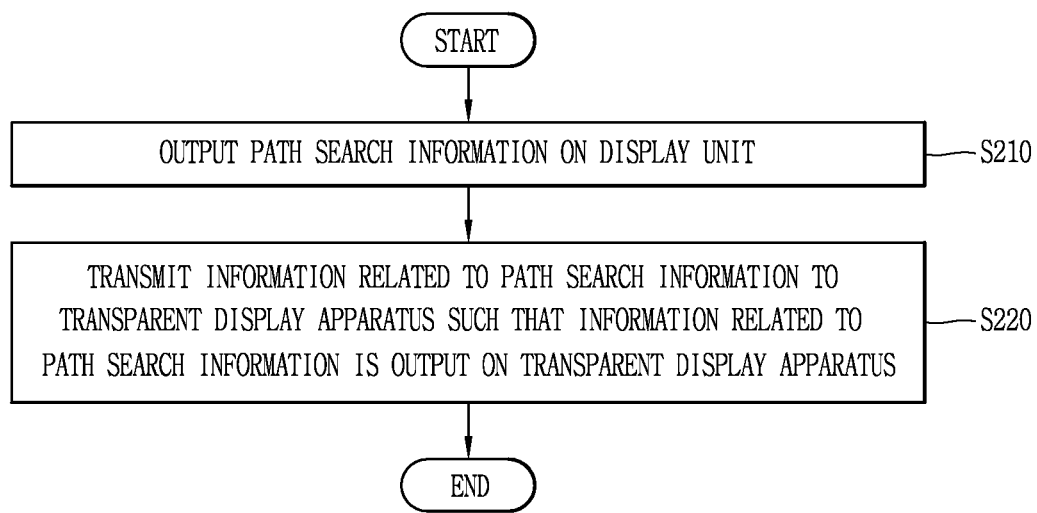 START
OUTPUT PATH SEARCH INFORMATION ON DISPLAY UNIT
S210
TRANSMIT INFORMATION RELATED TO PATH SEARCH INFORMATION TO
TRANSPARENT DISPLAY APPARATUS SUCH THAT INFORMATION RELATED TO
PATH SEARCH INFORMATION IS OUTPUT ON TRANSPARENT DISPLAY APPARATUS
S220
END